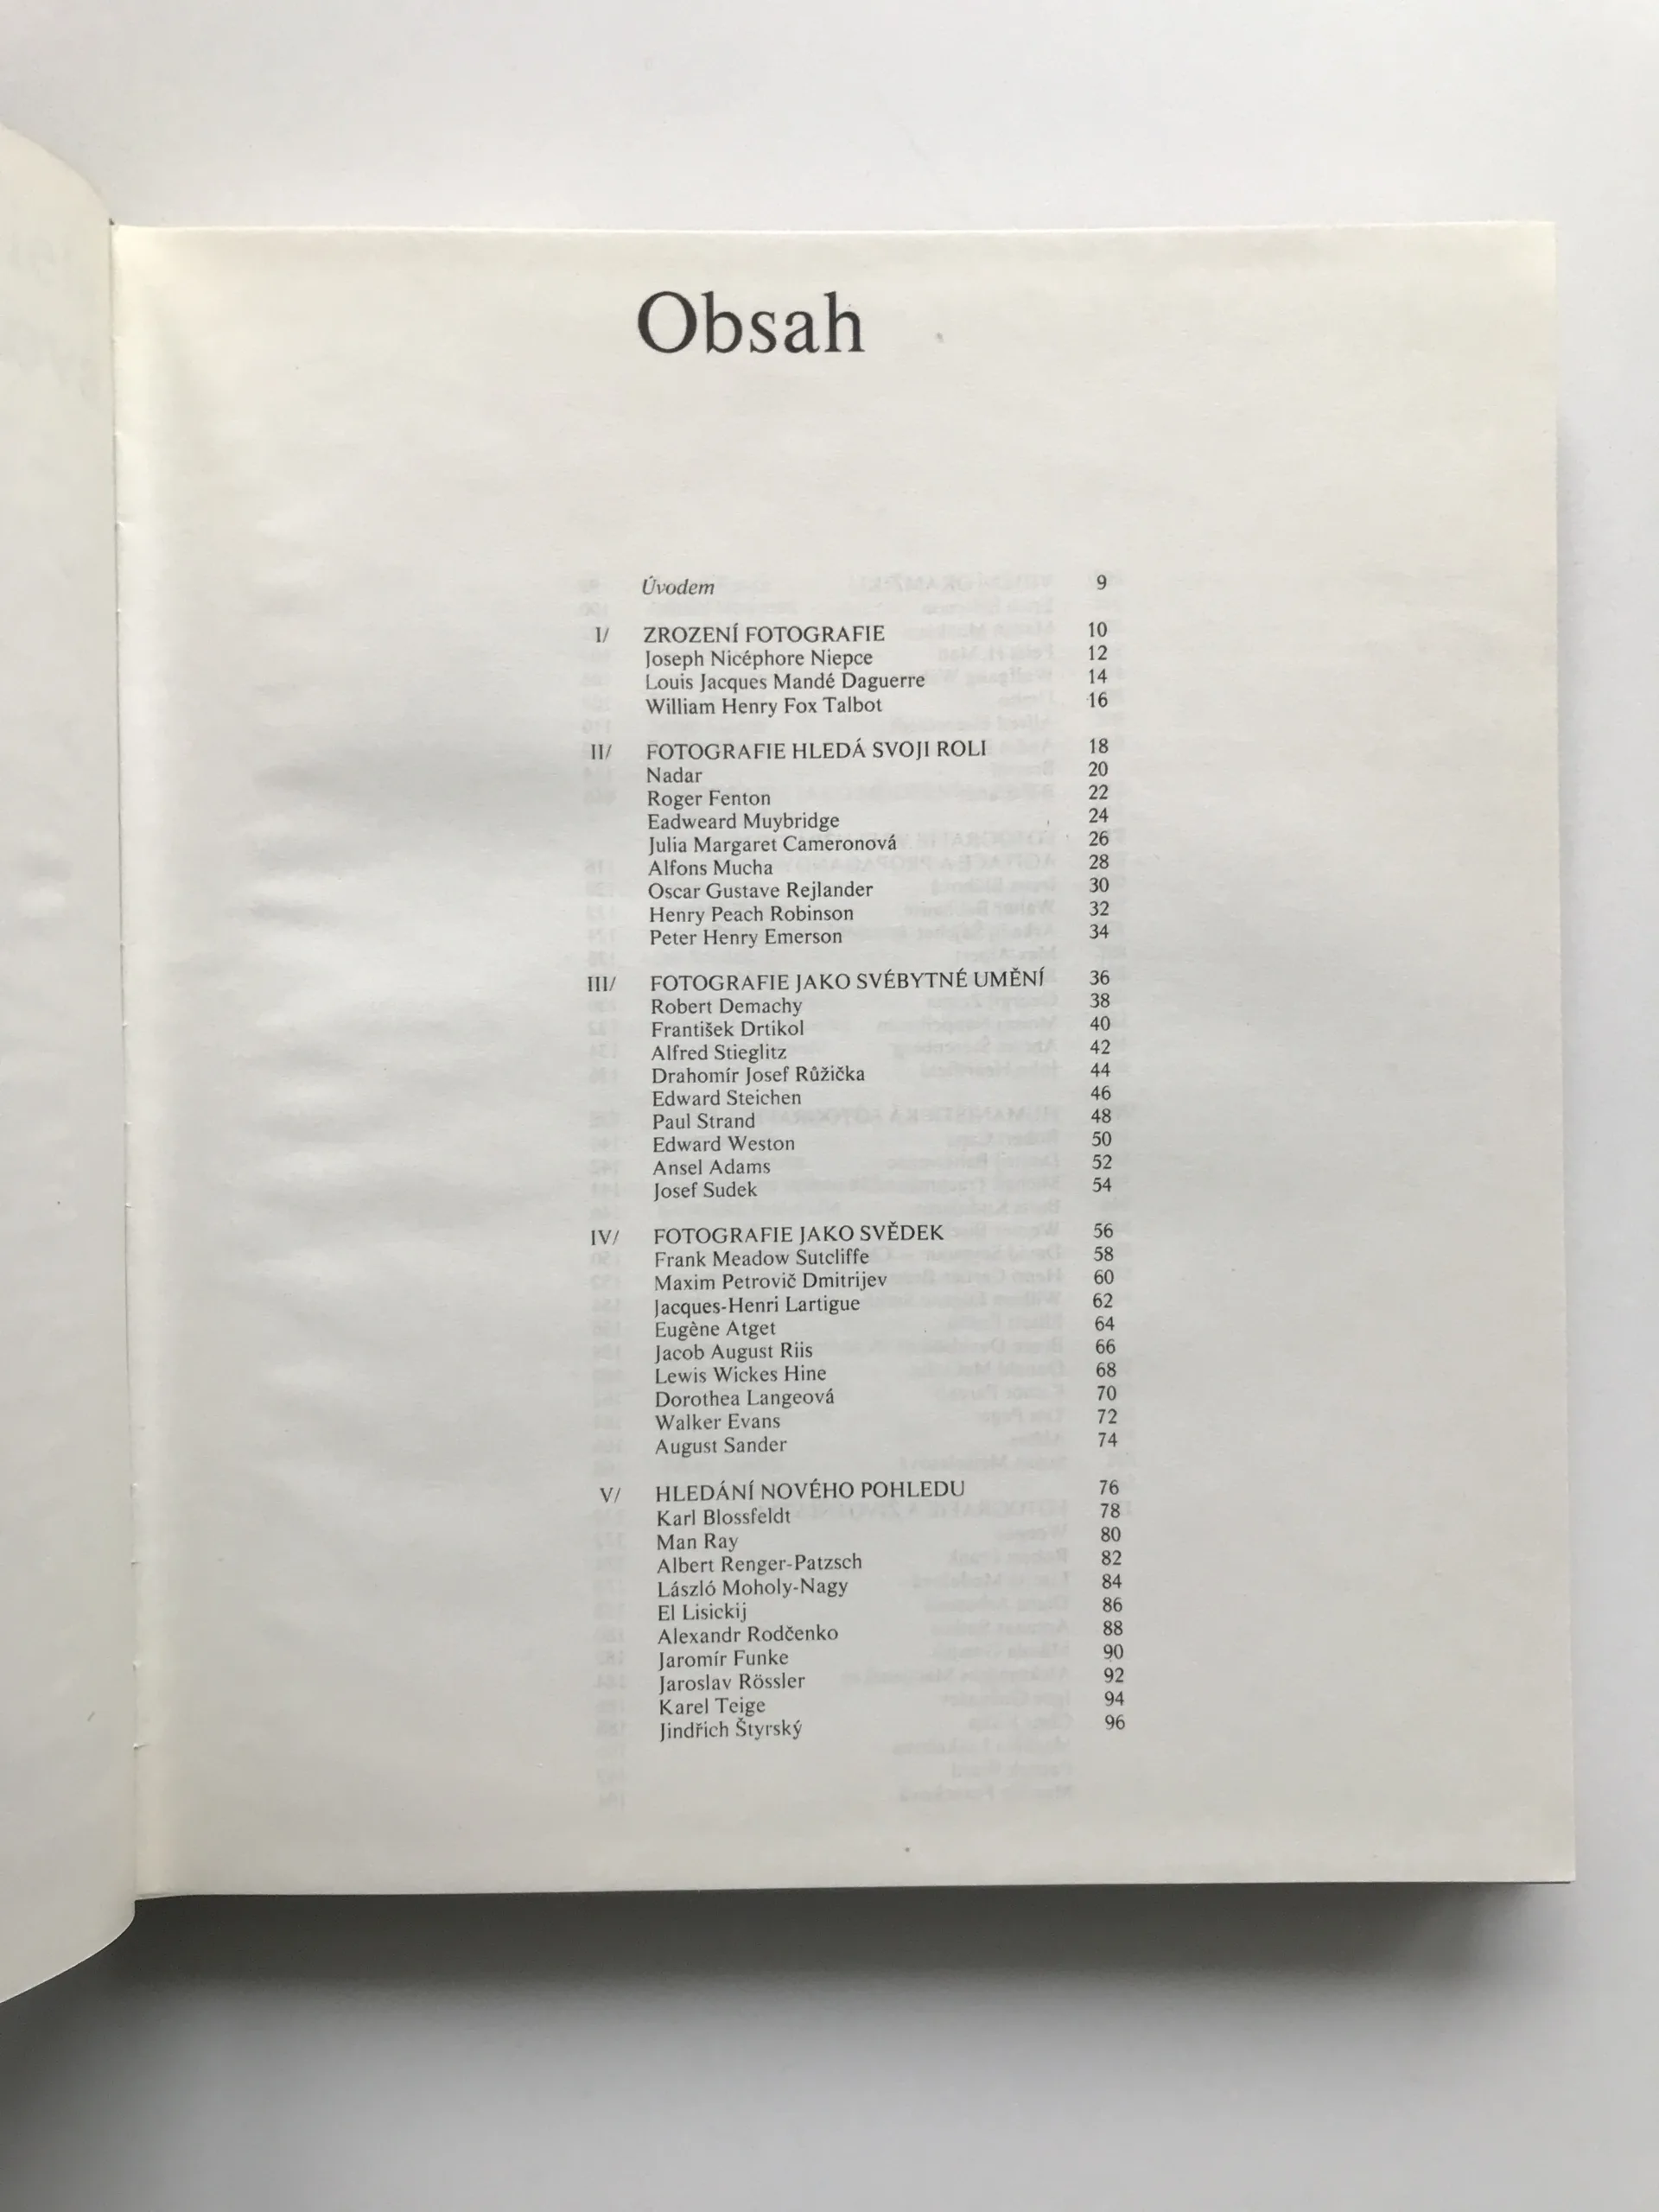 Obsah
Úvodem 9
I/ ZROZENÍ FOTOGRAFIE 10
Joseph Nicéphore Niepce 12
Louis Jacques Mandé Daguerre 14
William Henry Fox Talbot 16
II/ FOTOGRAFIE HLEDÁ SVOJI ROLI 18
Nadar 20
Roger Fenton 22
Eadweard Muybridge 24
Julia Margaret Cameronová 26
Alfons Mucha 28
Oscar Gustave Rejlander 30
Henry Peach Robinson 32
Peter Henry Emerson 34
III/ FOTOGRAFIE JAKO SVÉBYTNÉ UMĚNÍ 36
Robert Demachy 38
František Drtikol 40
Alfred Stieglitz 42
Drahomír Josef Růžička 44
Edward Steichen 46
Paul Strand 48
Edward Weston 50
Ansel Adams 52
Josef Sudek 54
IV/ FOTOGRAFIE JAKO SVĚDEK 56
Frank Meadow Sutcliffe 58
Maxim Petrovič Dmitrijev 60
Jacques-Henri Lartigue 62
Eugène Atget 64
Jacob August Riis 66
Lewis Wickes Hine 68
Dorothea Langeová 70
Walker Evans 72
August Sander 74
V/ HLEDÁNÍ NOVÉHO POHLEDU 76
Karl Blossfeldt 78
Man Ray 80
Albert Renger-Patzsch 82
László Moholy-Nagy 84
El Lisickij 86
Alexandr Rodčenko 88
Jaromír Funke 90
Jaroslav Rössler 92
Karel Teige 94
Jindřich Štyrský 96